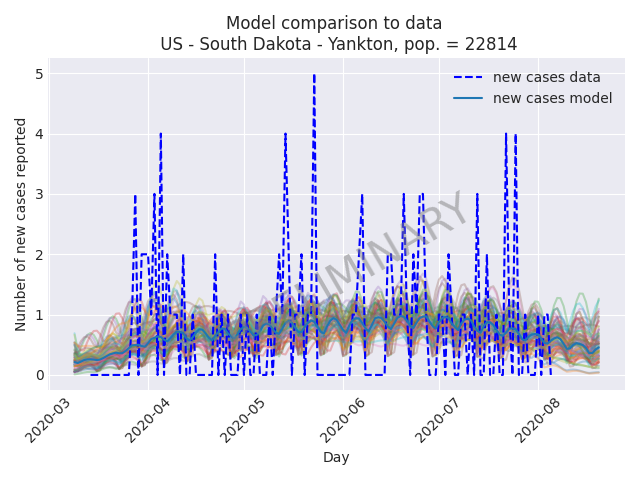 Model comparison to data
US - South Dakota - Yankton, pop. = 22814
new cases data
new cases model
Number of new cases reported
5
4
3
2
1
0
2020-03
2020-04
2020-05
2020-06
2020-07
2020-08
Day